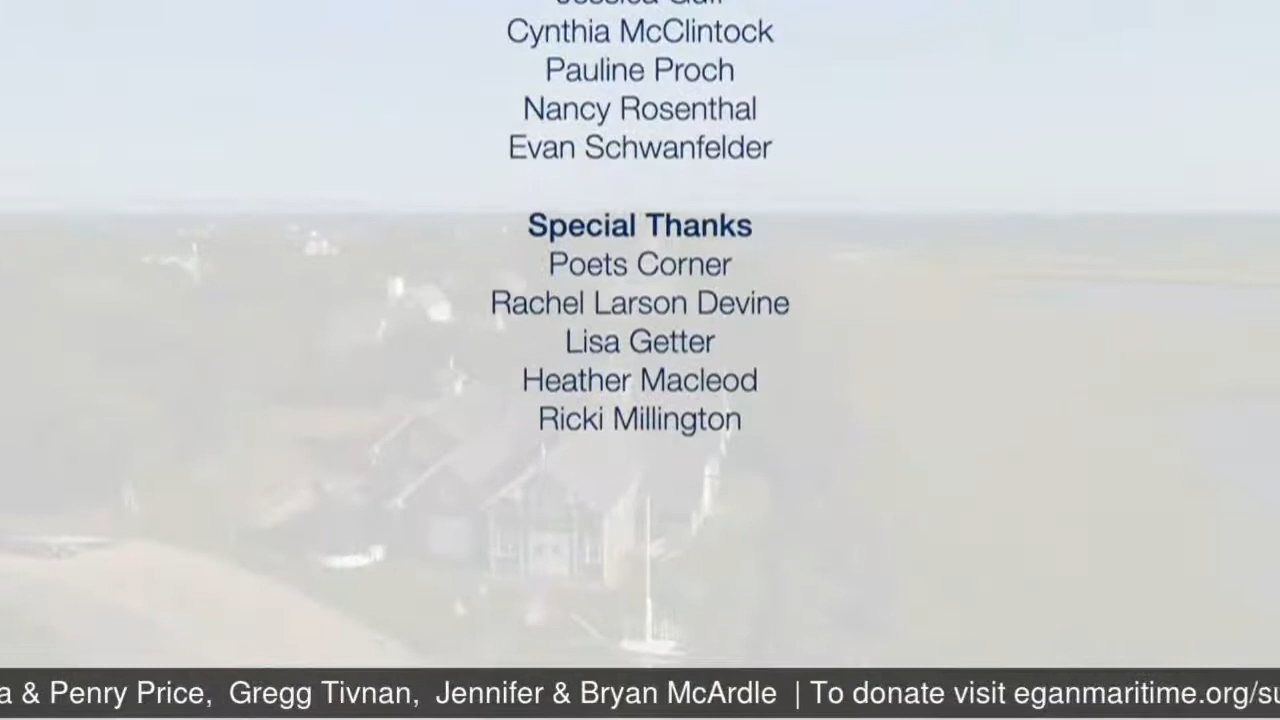 Cynthia McClintock
Pauline Proch
Nancy Rosenthal
Evan Schwanfelder
Special Thanks
Poets Corner
Rachel Larson Devine
Lisa Getter
Heather Macleod
Ricki Millington
a & Penry Price, Gregg Tivnan, Jennifer & Bryan McArdle | To donate visit eganmaritime.org/su